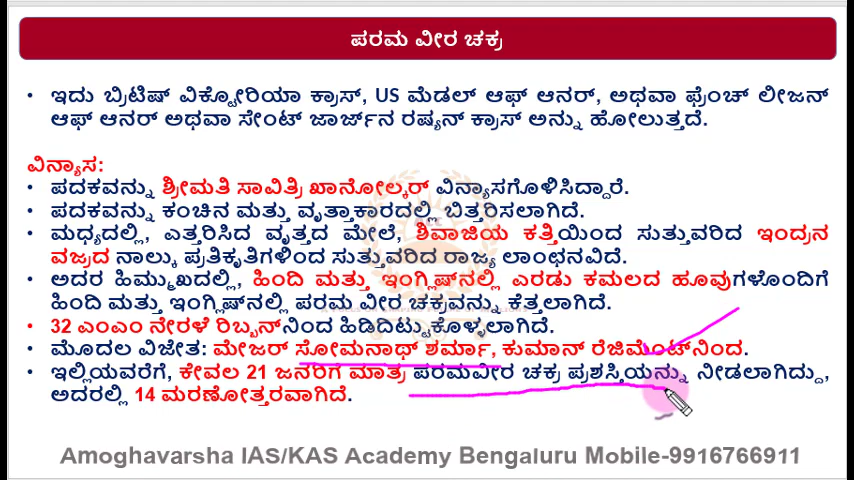 ಪರಮ ವೀರ ಚಕ್ರ
• ಇದು ಬ್ರಿಟಿಷ್ ವಿಕ್ಟೋರಿಯಾ ಕ್ರಾಸ್, US ಮೆಡಲ್ ಆಫ್ ಆನರ್, ಅಥವಾ ಫ್ರೆಂಚ್ ಲೀಜನ್
ಆಫ್ ಆನರ್ ಅಥವಾ ಸೇಂಟ್ ಜಾರ್ಜ್‌ನ ರಷ್ಯನ್ ಕ್ರಾಸ್ ಅನ್ನು ಹೋಲುತ್ತದೆ.
ವಿನ್ಯಾಸ:
• ಪದಕವನ್ನು ಶ್ರೀಮತಿ ಸಾವಿತ್ರಿ ಖಾನೋಲ್ಕರ್ ವಿನ್ಯಾಸಗೊಳಿಸಿದ್ದಾರೆ.
• ಪದಕವನ್ನು ಕಂಚಿನ ಮತ್ತು ವೃತ್ತಾಕಾರದಲ್ಲಿ ಬಿತ್ತರಿಸಲಾಗಿದೆ.
• ಮಧ್ಯದಲ್ಲಿ, ಎತ್ತರಿಸಿದ ವೃತ್ತದ ಮೇಲೆ, ಶಿವಾಜಿಯ ಕತ್ತಿಯಿಂದ ಸುತ್ತುವರಿದ ಇಂದ್ರನ
ವಜ್ರದ ನಾಲ್ಕು ಪ್ರತಿಕೃತಿಗಳಿಂದ ಸುತ್ತುವರಿದ ರಾಜ್ಯ ಲಾಂಛನವಿದೆ.
• ಅದರ ಹಿಮ್ಮುಖದಲ್ಲಿ, ಹಿಂದಿ ಮತ್ತು ಇಂಗ್ಲಿಷ್‌ನಲ್ಲಿ ಎರಡು ಕಮಲದ ಹೂವುಗಳೊಂದಿಗೆ
ಹಿಂದಿ ಮತ್ತು ಇಂಗ್ಲಿಷ್‌ನಲ್ಲಿ ಪರಮ ವೀರ ಚಕ್ರವನ್ನು ಕೆತ್ತಲಾಗಿದೆ.
• 32 ಎಂಎಂ ನೇರಳೆ ರಿಬ್ಬನ್‌ನಿಂದ ಹಿಡಿದಿಟ್ಟುಕೊಳ್ಳಲಾಗಿದೆ.
• ಮೊದಲ ವಿಜೇತ: ಮೇಜರ್ ಸೋಮನಾಥ್ ಶರ್ಮಾ, ಕುಮಾನ್ ರೆಜಿಮೆಂಟ್‌ನಿಂದ.
• ಇಲ್ಲಿಯವರೆಗೆ, ಕೇವಲ 21 ಜನರಿಗೆ ಮಾತ್ರ ಪರಮವೀರ ಚಕ್ರ ಪ್ರಶಸ್ತಿಯನ್ನು ನೀಡಲಾಗಿದ್ದು,
ಅದರಲ್ಲಿ 14 ಮರಣೋತ್ತರವಾಗಿದೆ.
Amoghavarsha IAS/KAS Academy Bengaluru Mobile-9916766911